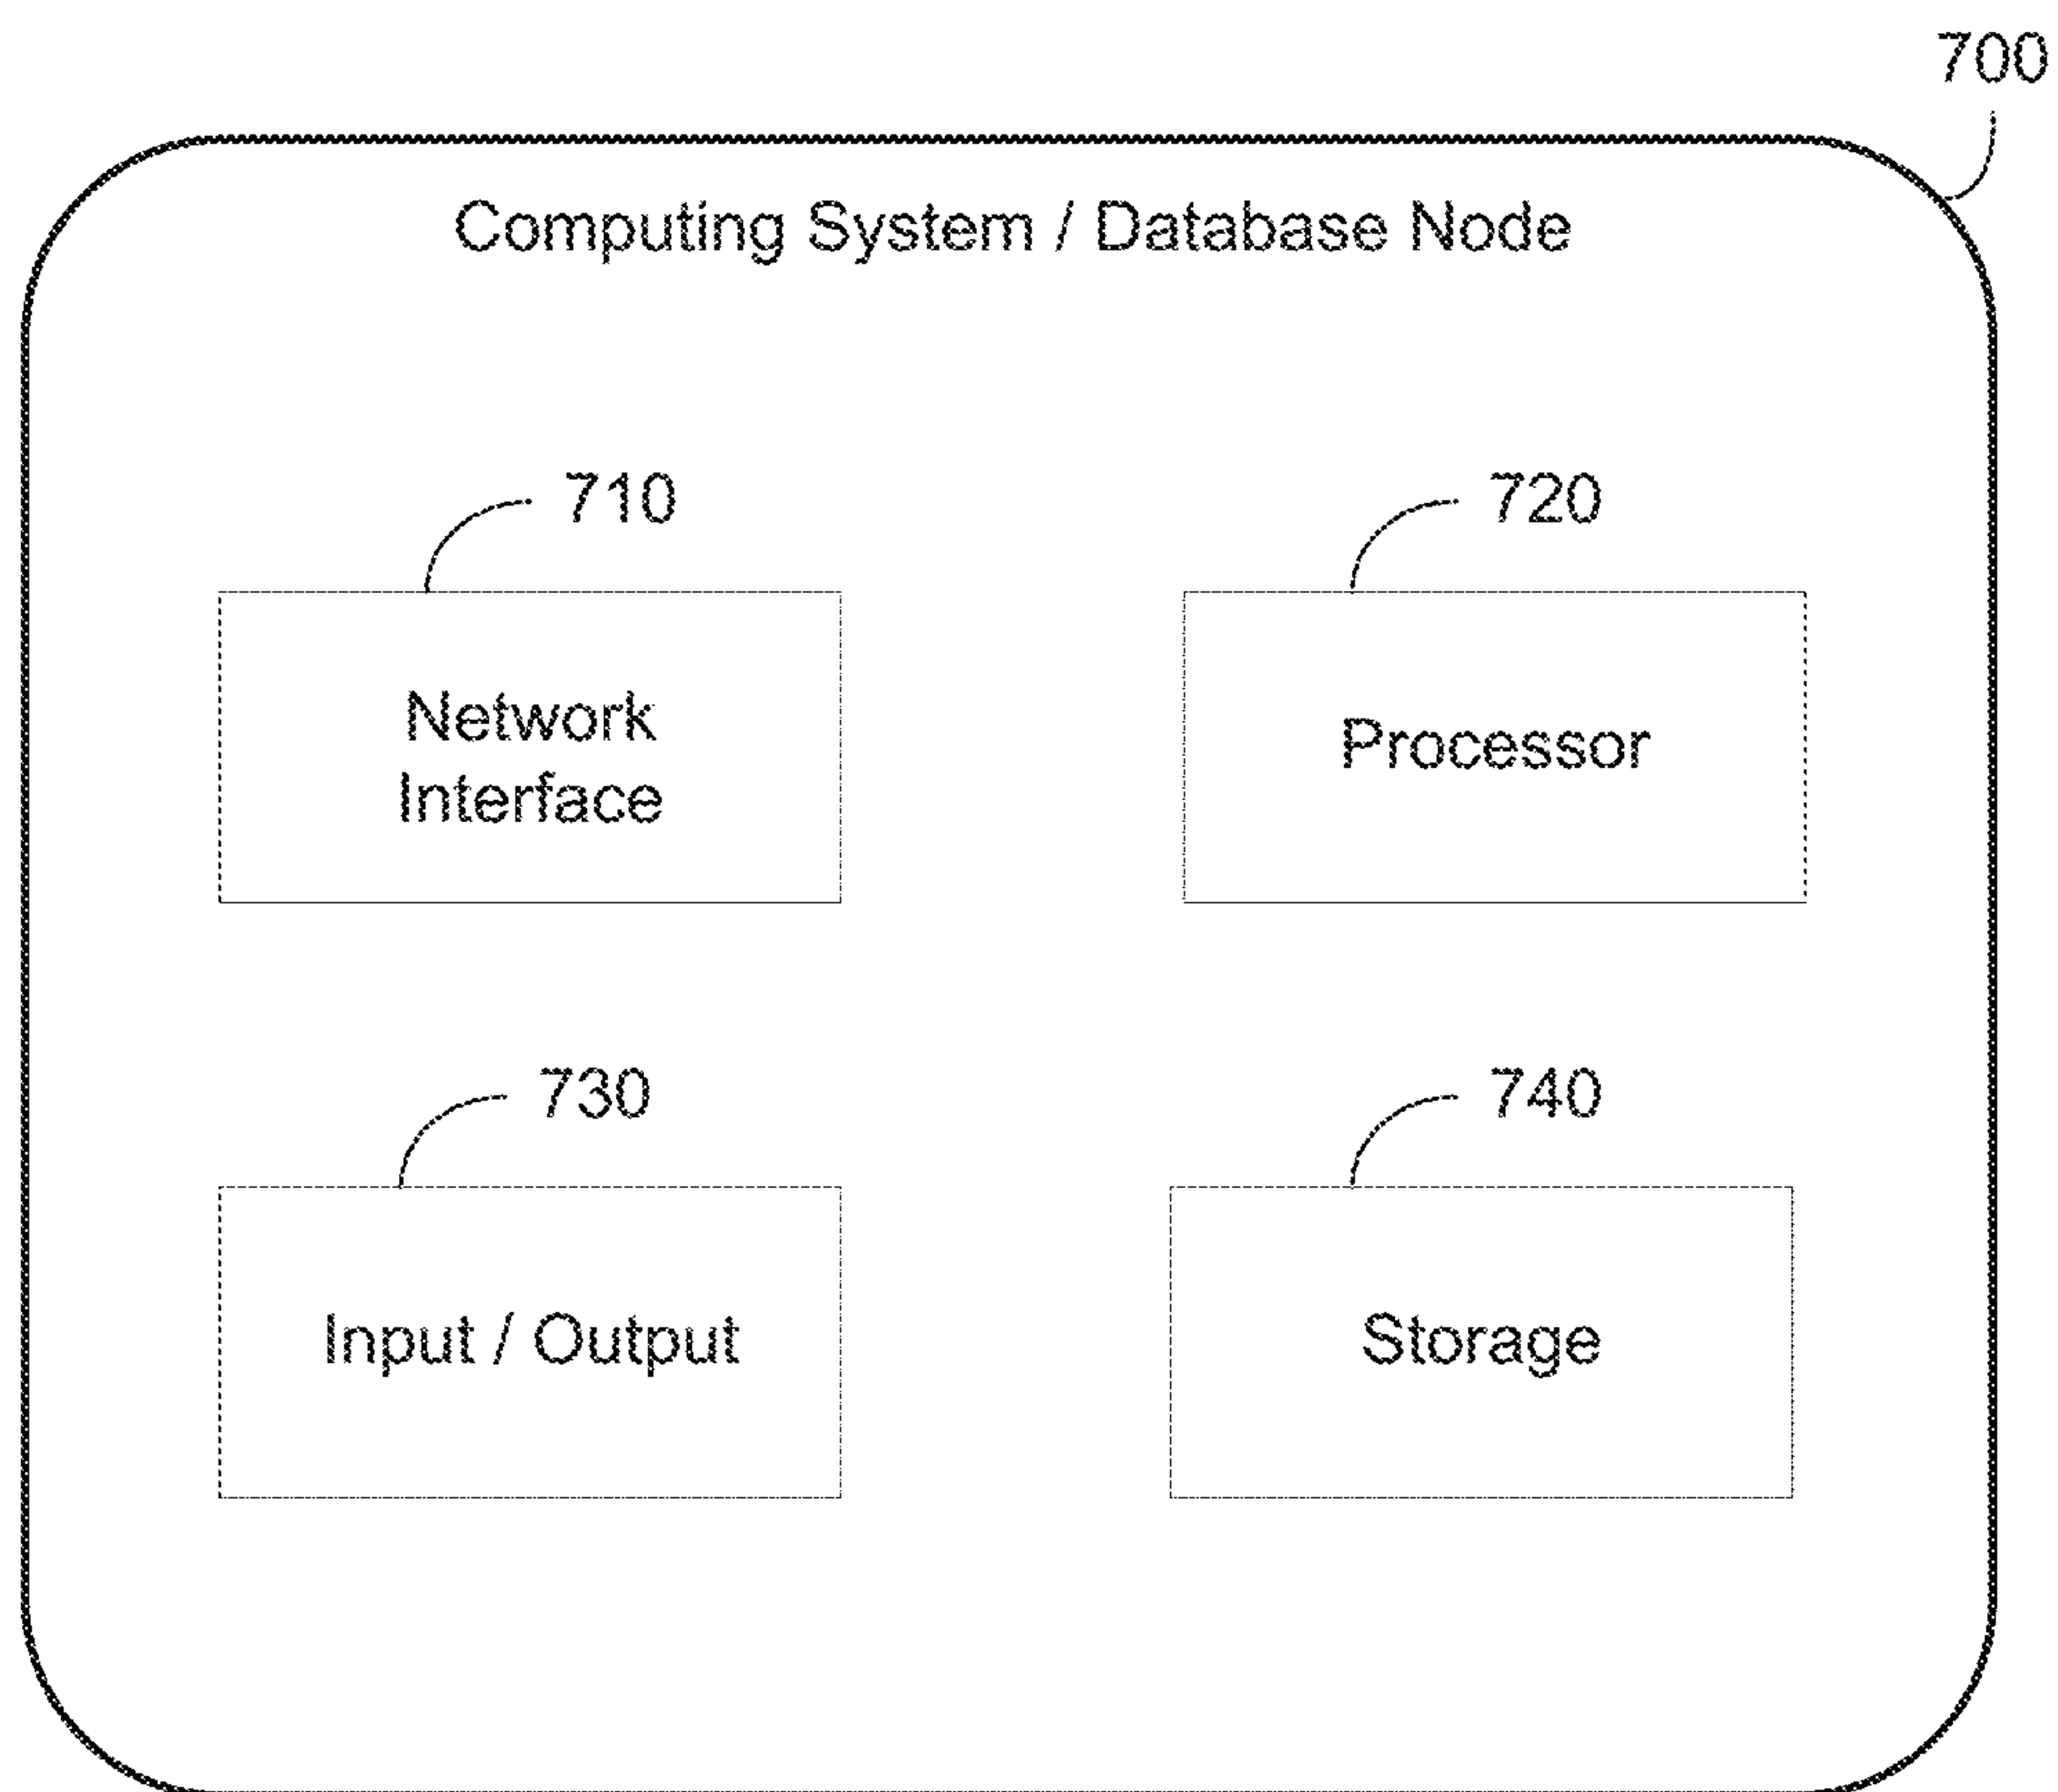 700
Computing System / Database Node
710
720
Network
Interface
Processor
730
740
Input / Output
Storage